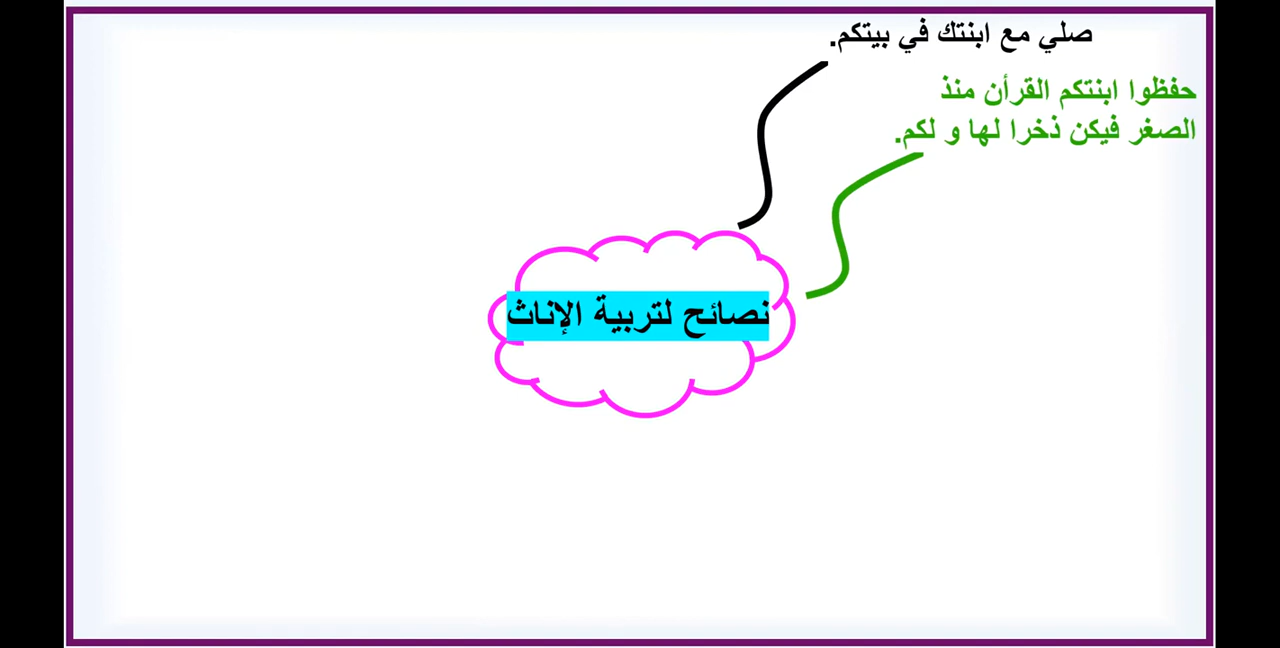 صلي مع ابنتك في بيتكم.
حفظوا ابنتكم القرأن منذ
الصغر فيكن ذخرا لها و لكم.
نصائح لتربية الإناث